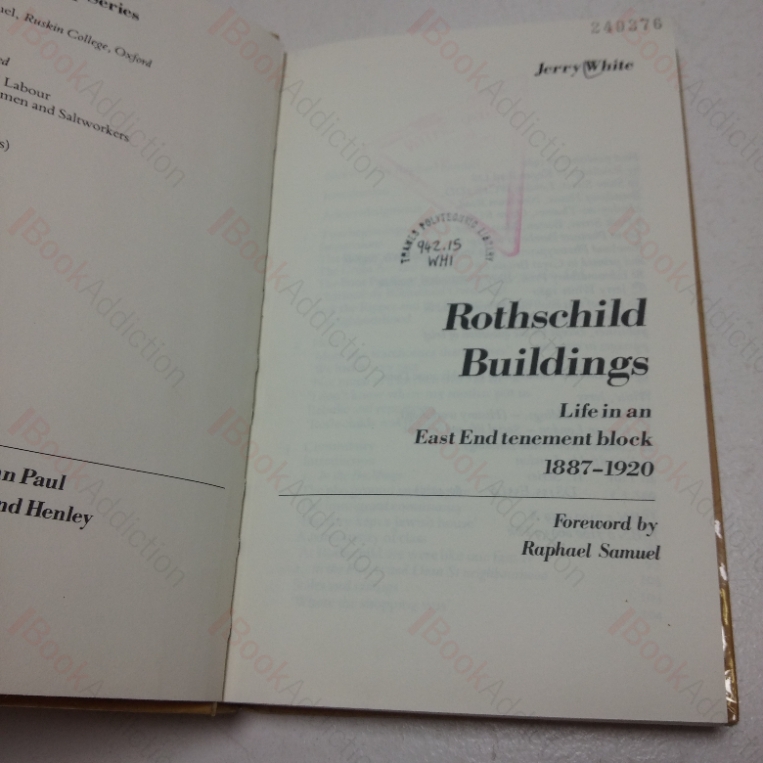 Series
Ruskin College, Oxford
Labour
men and Saltworkers
s)
n Paul
nd Henley
240376
Jerry White
THAMES POLYTECHNIC LIBRARY
942.15
WHI
Rothschild
Buildings
Life in an
East End tenement block
1887–1920
Foreword by
Raphael Samuel
BookAddiction